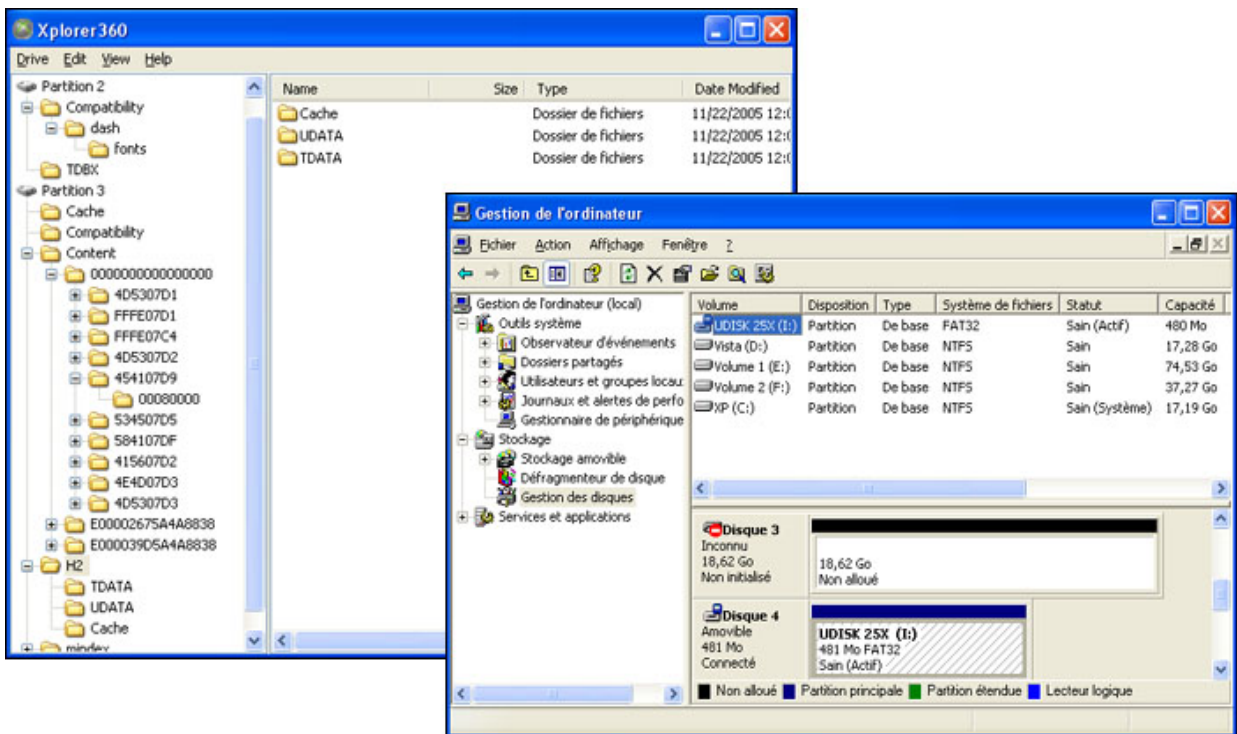 Xplorer360
Drive Edit View Help
Partition 2
Compatibility
dash
fonts
TDBX
Partition 3
Cache
Compatibility
Content
0000000000000000
4D5307D1
FFFE07D1
FFFE07C4
4D5307D2
454107D9
00080000
534507D5
584107DF
415607D2
4E4D07D3
4D5307D3
E00002675A4A8838
E000039D5A4A8838
H2
TDATA
UDATA
Cache
mindex
Name Size Type Date Modified
Cache Dossier de fichiers 11/22/2005 12:0
UDATA Dossier de fichiers 11/22/2005 12:0
TDATA Dossier de fichiers 11/22/2005 12:0
Gestion de l'ordinateur
Fichier Action Affichage Fenêtre ?
Gestion de l'ordinateur (local)
Outils système
Observateur d'événements
Dossiers partagés
Utilisateurs et groupes locau
Journaux et alertes de perfo
Gestionnaire de périphérique
Stockage
Stockage amovible
Défragmenteur de disque
Gestion des disques
Services et applications
Volume Disposition Type Système de fichiers Statut Capacité
UDISK 25X (I:) Partition De base FAT32 Sain (Actif) 480 Mo
Vista (D:) Partition De base NTFS Sain 17,28 Go
Volume 1 (E:) Partition De base NTFS Sain 74,53 Go
Volume 2 (F:) Partition De base NTFS Sain 37,27 Go
XP (C:) Partition De base NTFS Sain (Système) 17,19 Go
Disque 3
Inconnu
18,62 Go
Non initialisé
18,62 Go
Non alloué
Disque 4
Amovible
481 Mo
Connecté
UDISK 25X (I:)
481 Mo FAT32
Sain (Actif)
Non alloué Partition principale Partition étendue Lecteur logique